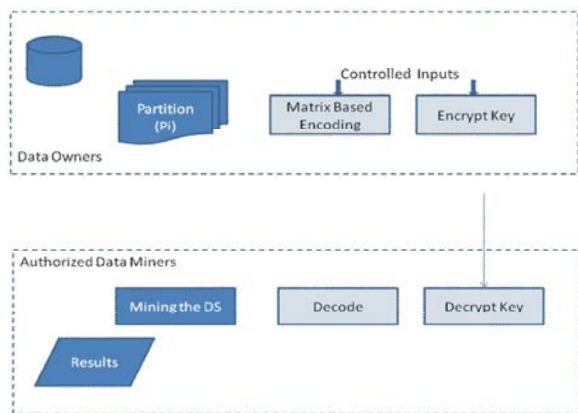 Controlled Inputs
Partition
(Pi)
Matrix Based
Encoding
Encrypt Key
Data Owners
Authorized Data Miners
Mining the DS
Decode
Decrypt Key
Results